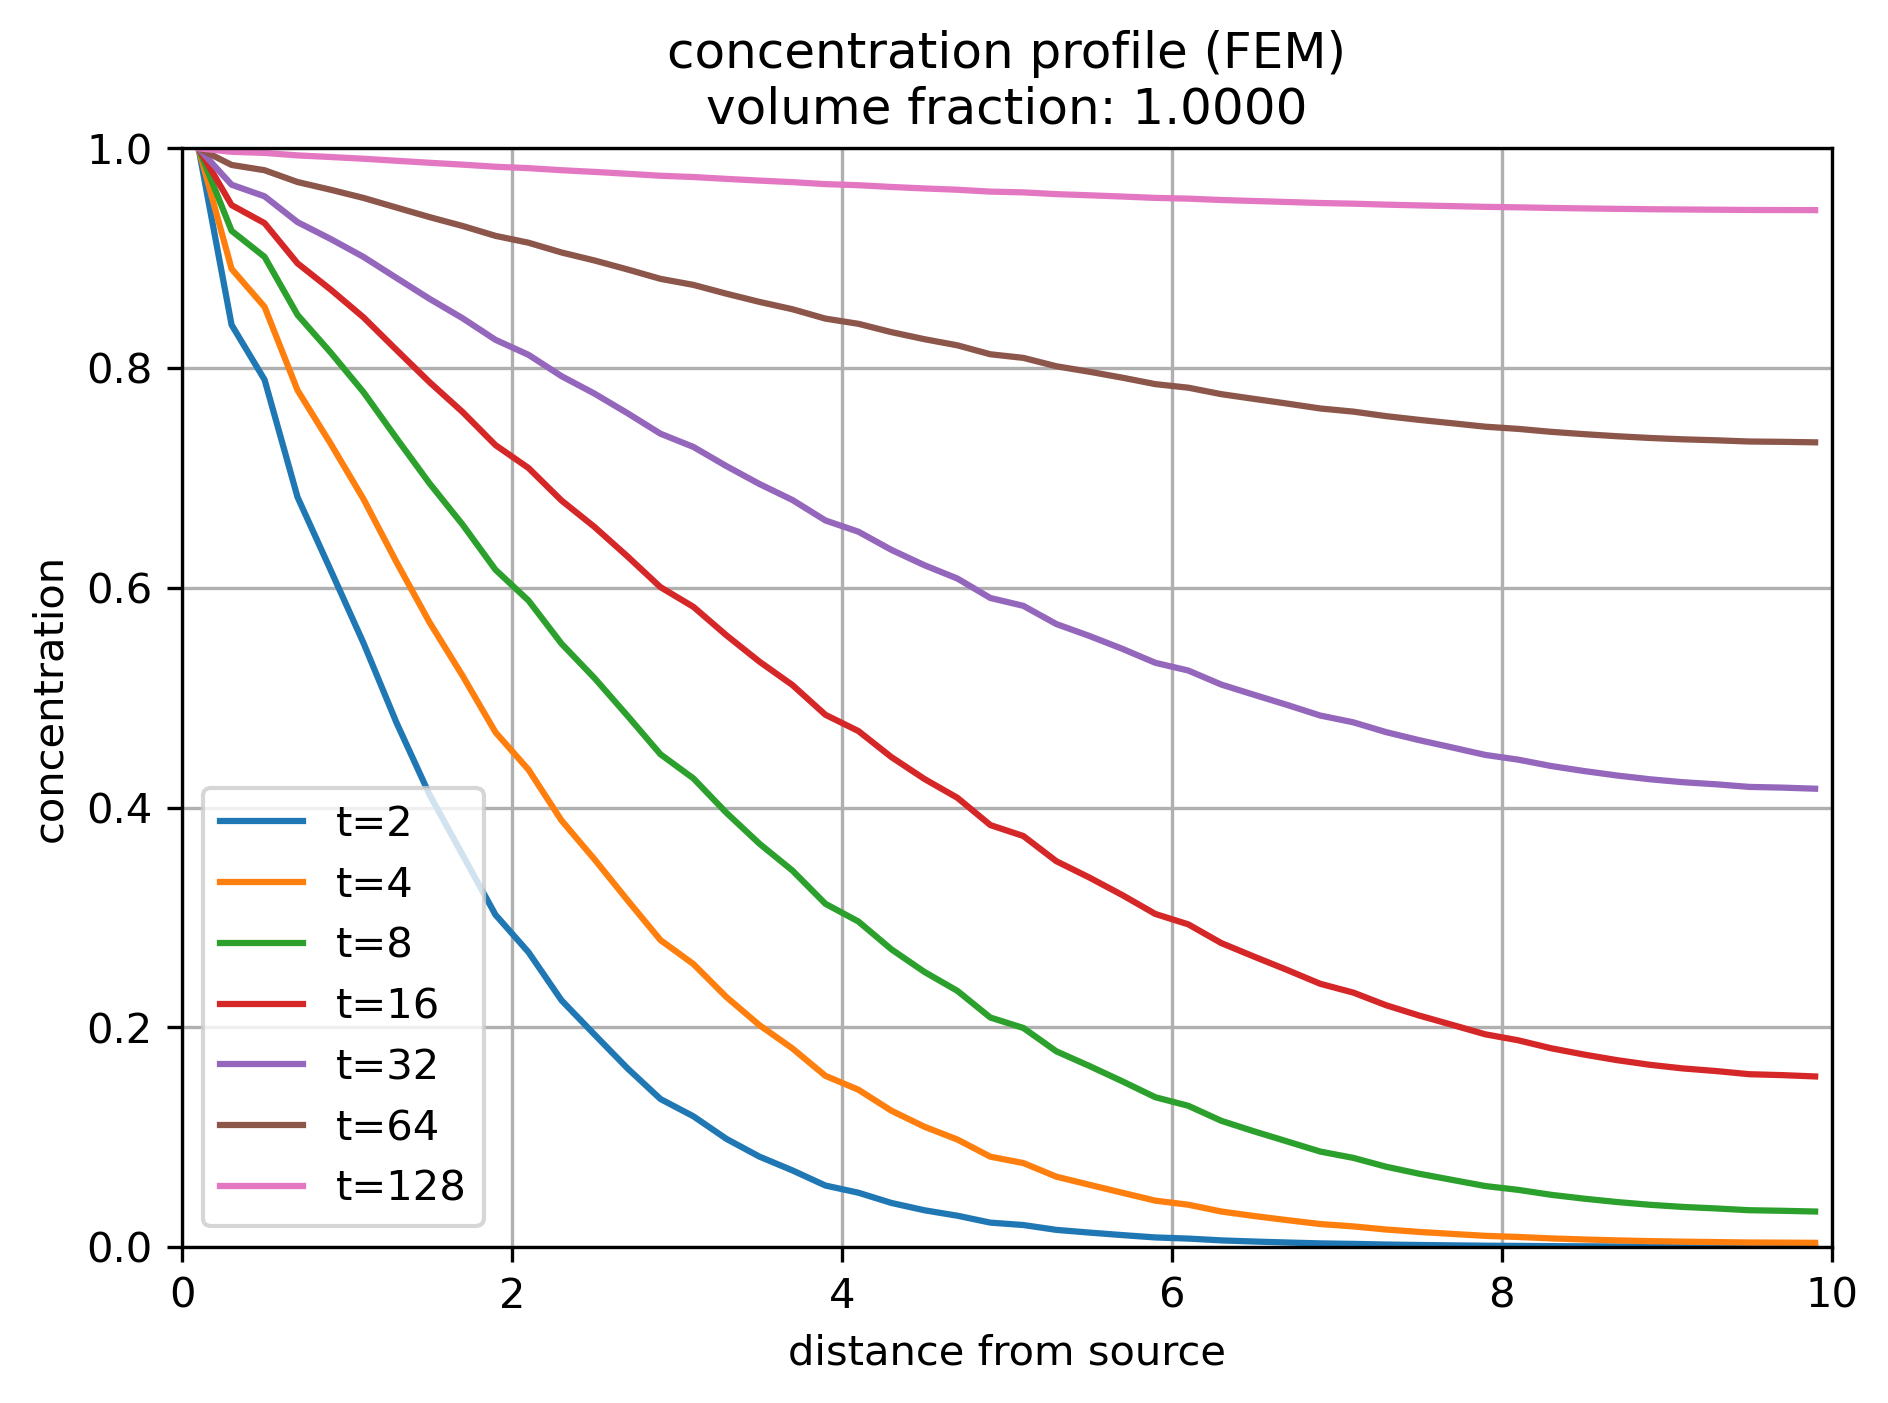 concentration profile (FEM)
volume fraction: 1.0000
concentration
1.0
0.8
0.6
0.4
0.2
0.0
t=2
t=4
t=8
t=16
t=32
t=64
t=128
0 2 4 6 8 10
distance from source